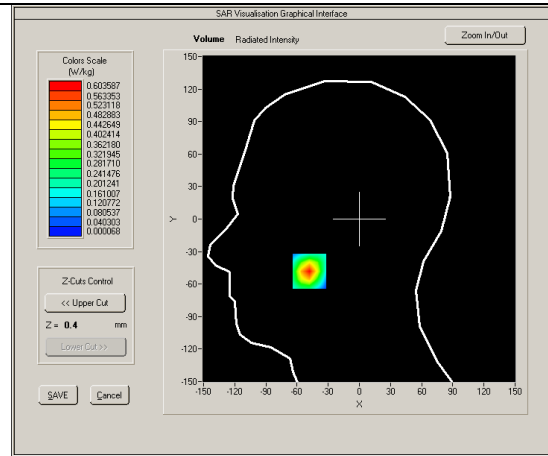 SAR Visualisation Graphical Interface
Volume Radiated Intensity
Zoom In/Out
Colors Scale
(W/kg)
0.603587
0.563353
0.523118
0.482883
0.442649
0.402414
0.362180
0.321945
0.281710
0.241476
0.201241
0.161007
0.120772
0.080537
0.040303
0.000068
Z-Cuts Control
<< Upper Cut
Z = 0.4 mm
Lower Cut >>
SAVE Cancel
150
120
90
60
30
0
-30
-60
-90
-120
-150
Y
-150 -120 -90 -60 -30 0 30 60 90 120 150
X